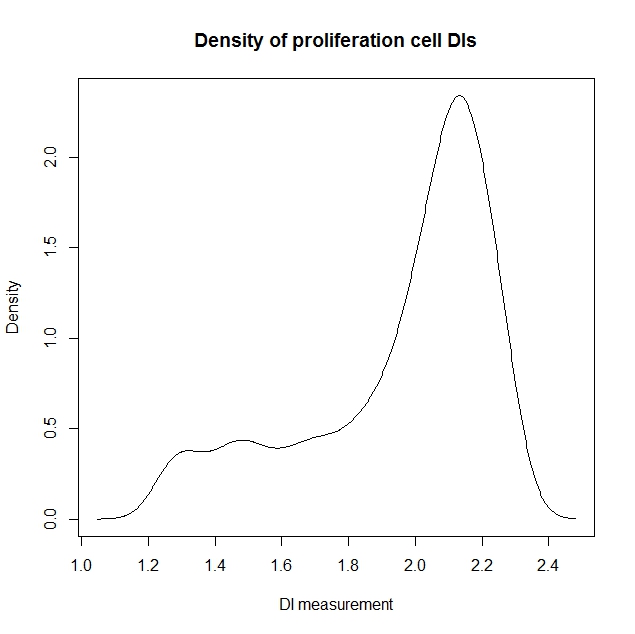 Density of proliferation cell DIs
Density
0.0 0.5 1.0 1.5 2.0
1.0 1.2 1.4 1.6 1.8 2.0 2.2 2.4
DI measurement